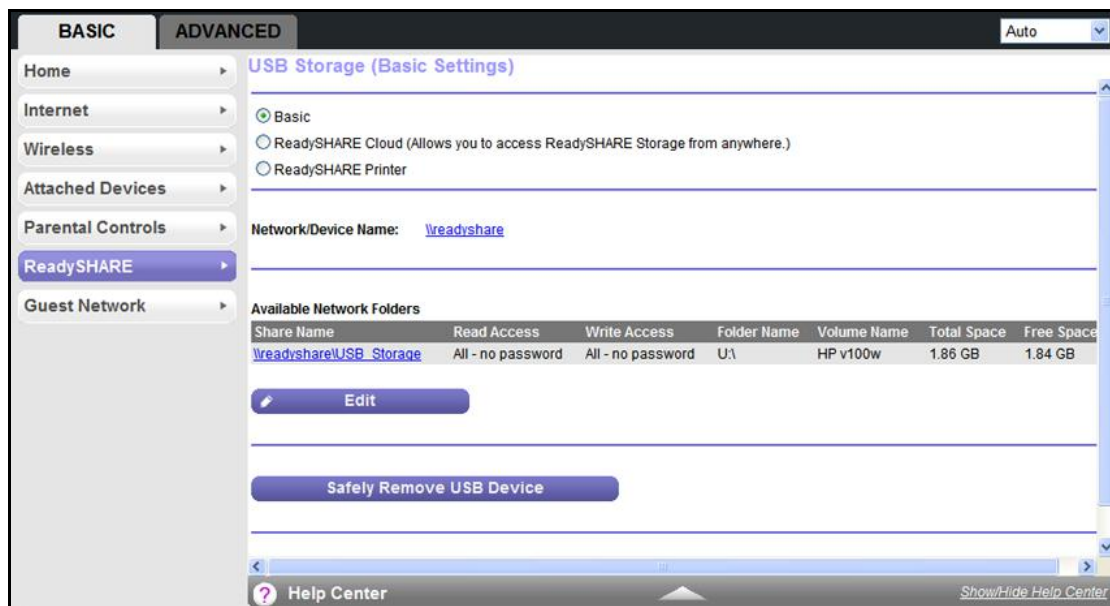 BASIC ADVANCED Auto
Home
Internet
Wireless
Attached Devices
Parental Controls
ReadySHARE
Guest Network
USB Storage (Basic Settings)
Basic
ReadySHARE Cloud (Allows you to access ReadySHARE Storage from anywhere.)
ReadySHARE Printer
Network/Device Name: \\readyshare
Available Network Folders
Share Name Read Access Write Access Folder Name Volume Name Total Space Free Space
\\readyshare\USB_Storage All - no password All - no password U:\ HP v100w 1.86 GB 1.84 GB
Edit
Safely Remove USB Device
? Help Center Show/Hide Help Center